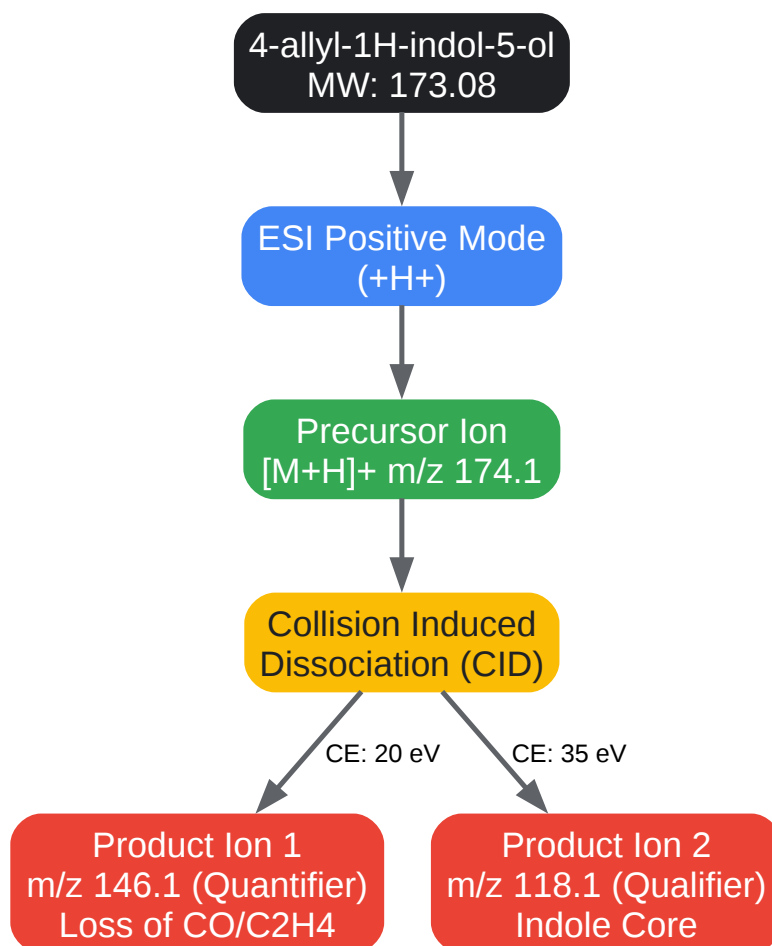 4-allyl-1H-indol-5-ol
MW: 173.08
ESI Positive Mode
(+H+)
Precursor Ion
[M+H]+ m/z 174.1
Collision Induced
Dissociation (CID)
CE: 20 eV
CE: 35 eV
Product Ion 1
m/z 146.1 (Quantifier)
Loss of CO/C2H4
Product Ion 2
m/z 118.1 (Qualifier)
Indole Core